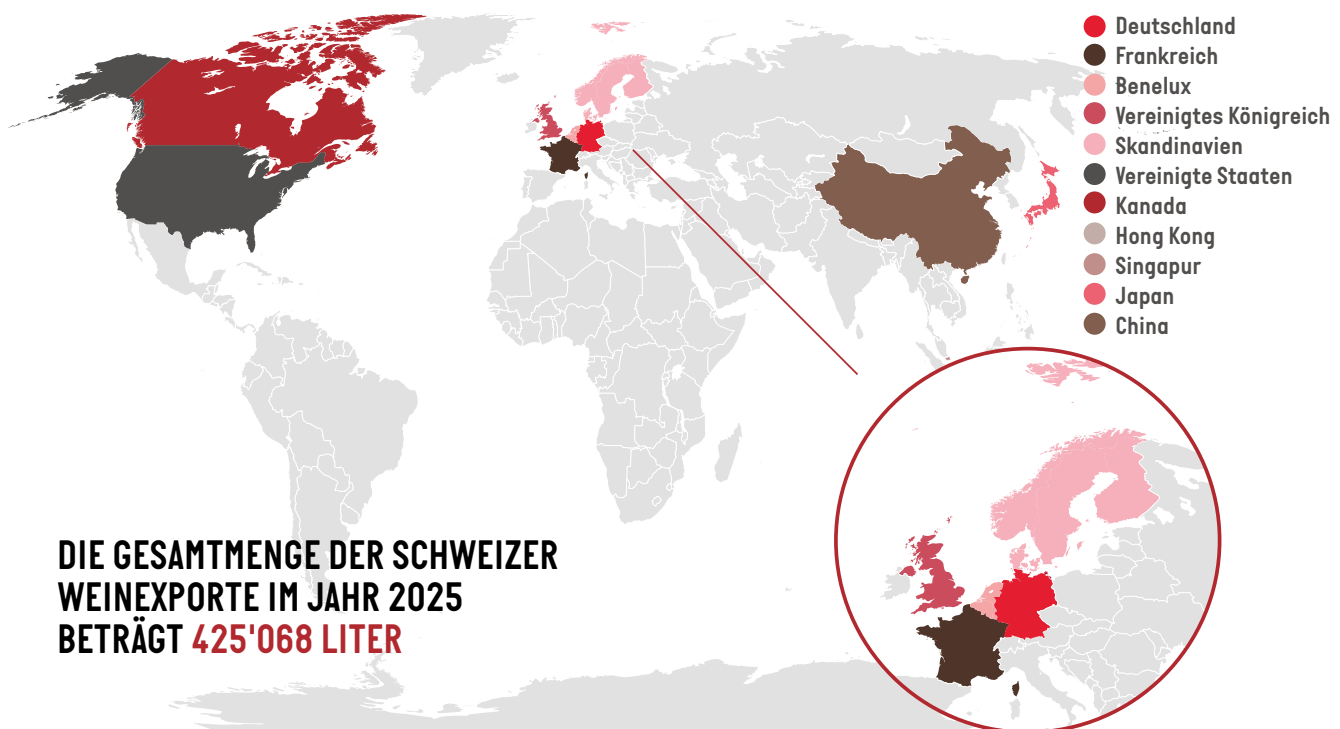 Deutschland
Frankreich
Benelux
Vereinigtes Königreich
Skandinavien
Vereinigte Staaten
Kanada
Hong Kong
Singapur
Japan
China
DIE GESAMTMENGE DER SCHWEIZER
WEINEXPORTE IM JAHR 2025
BETRÄGT 425'068 LITER